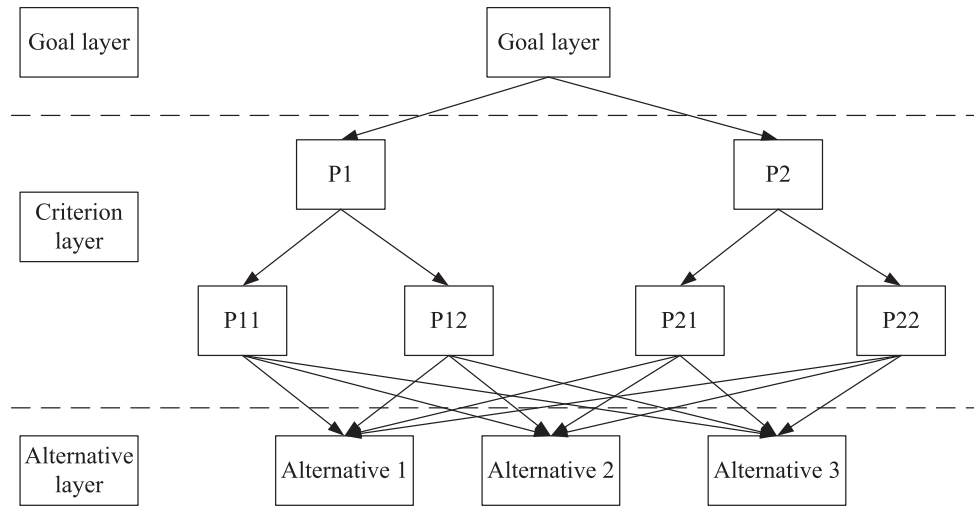 Goal layer
Goal layer
P1
P2
Criterion
layer
P11
P12
P21
P22
Alternative
layer
Alternative 1
Alternative 2
Alternative 3